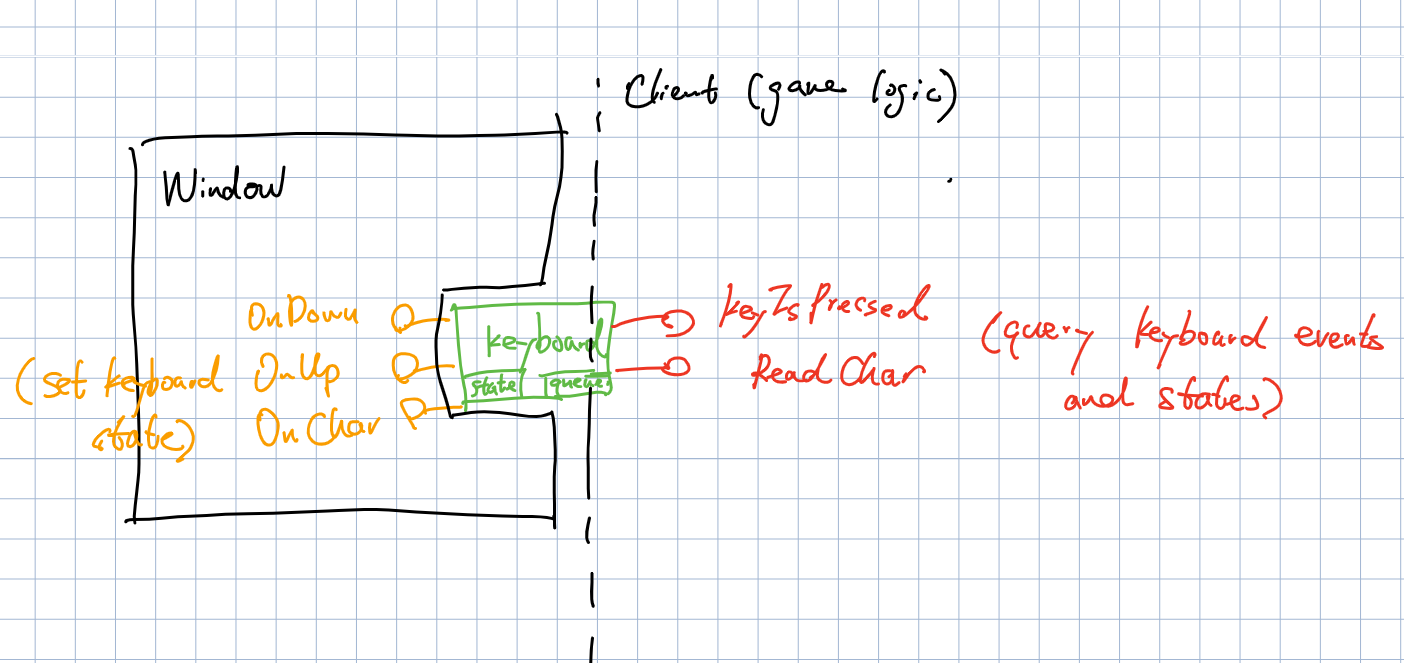 Client (game logic)
Window
OnDown
(set keyboard
state)
OnUp
OnChar
keyboard
state
queue
keyIsPressed
ReadChar
(query keyboard events
and states)